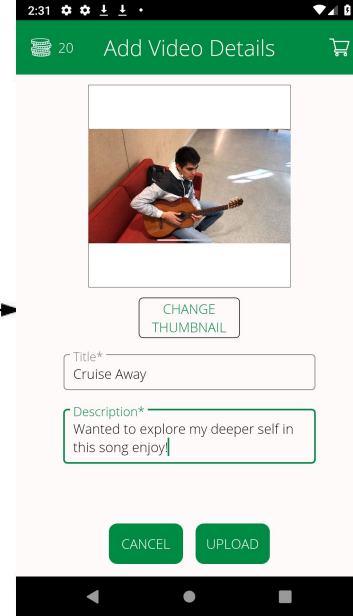 2:31
20 Add Video Details
CHANGE
THUMBNAIL
Title*
Cruise Away
Description*
Wanted to explore my deeper self in
this song enjoy!
CANCEL UPLOAD